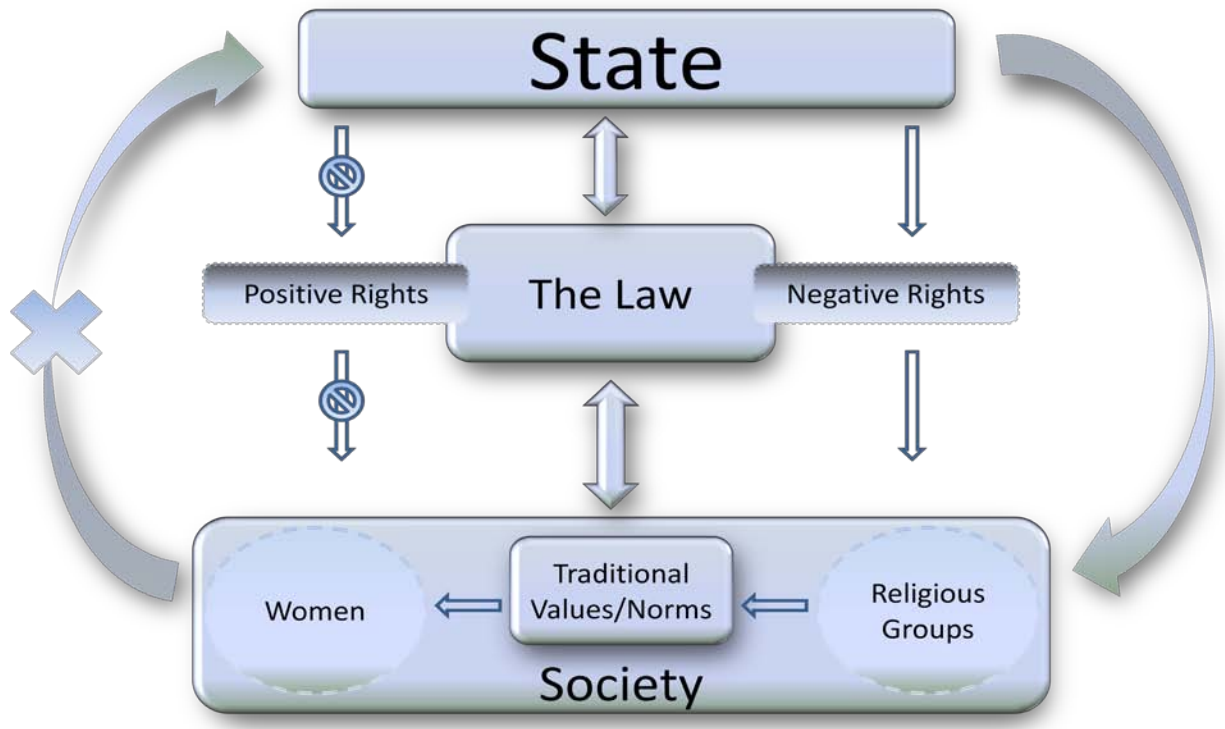 State
Positive Rights
The Law
Negative Rights
Women
Traditional
Values/Norms
Religious
Groups
Society